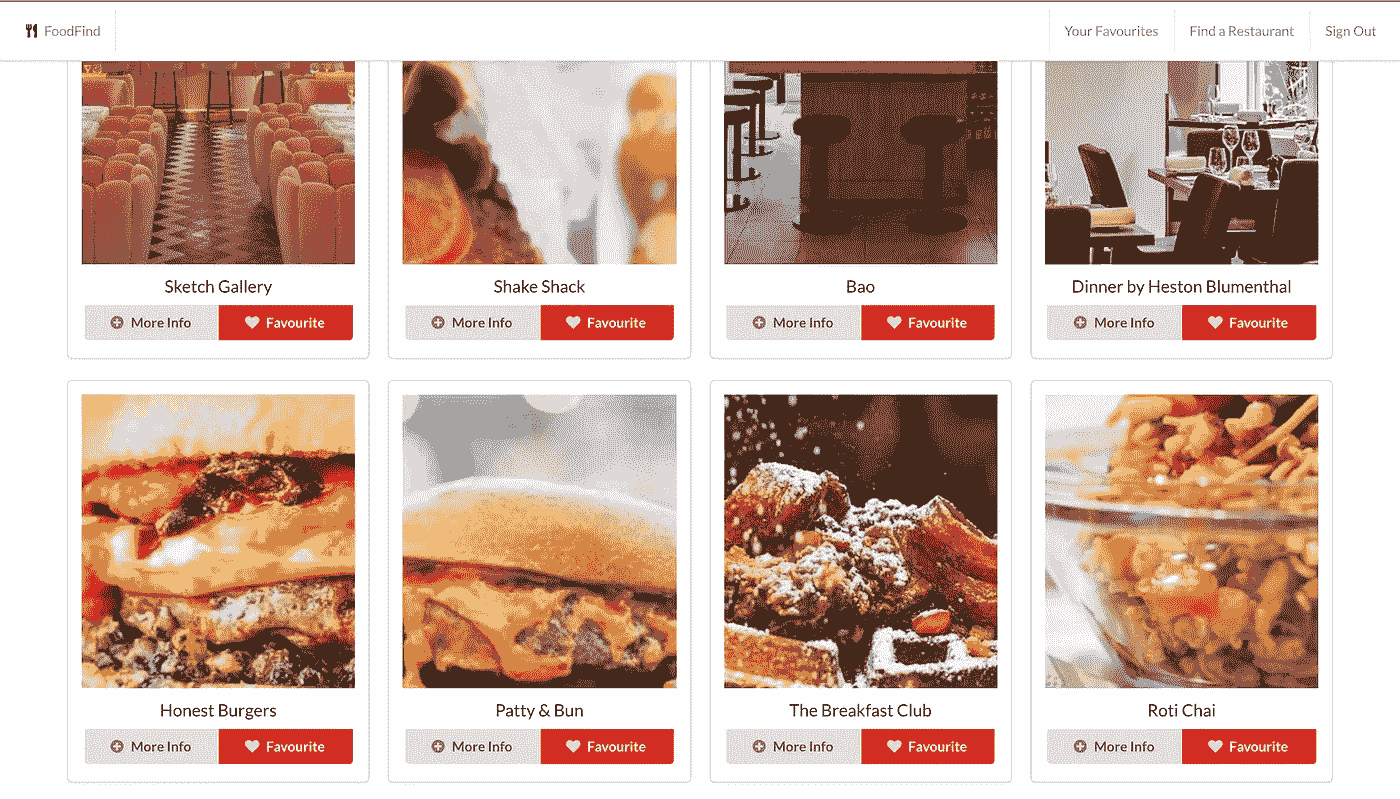 FoodFind
Your Favourites
Find a Restaurant
Sign Out
Sketch Gallery
Shake Shack
Bao
Dinner by Heston Blumenthal
More Info
Favourite
More Info
Favourite
More Info
Favourite
More Info
Favourite
Honest Burgers
Patty & Bun
The Breakfast Club
Roti Chai
More Info
Favourite
More Info
Favourite
More Info
Favourite
More Info
Favourite